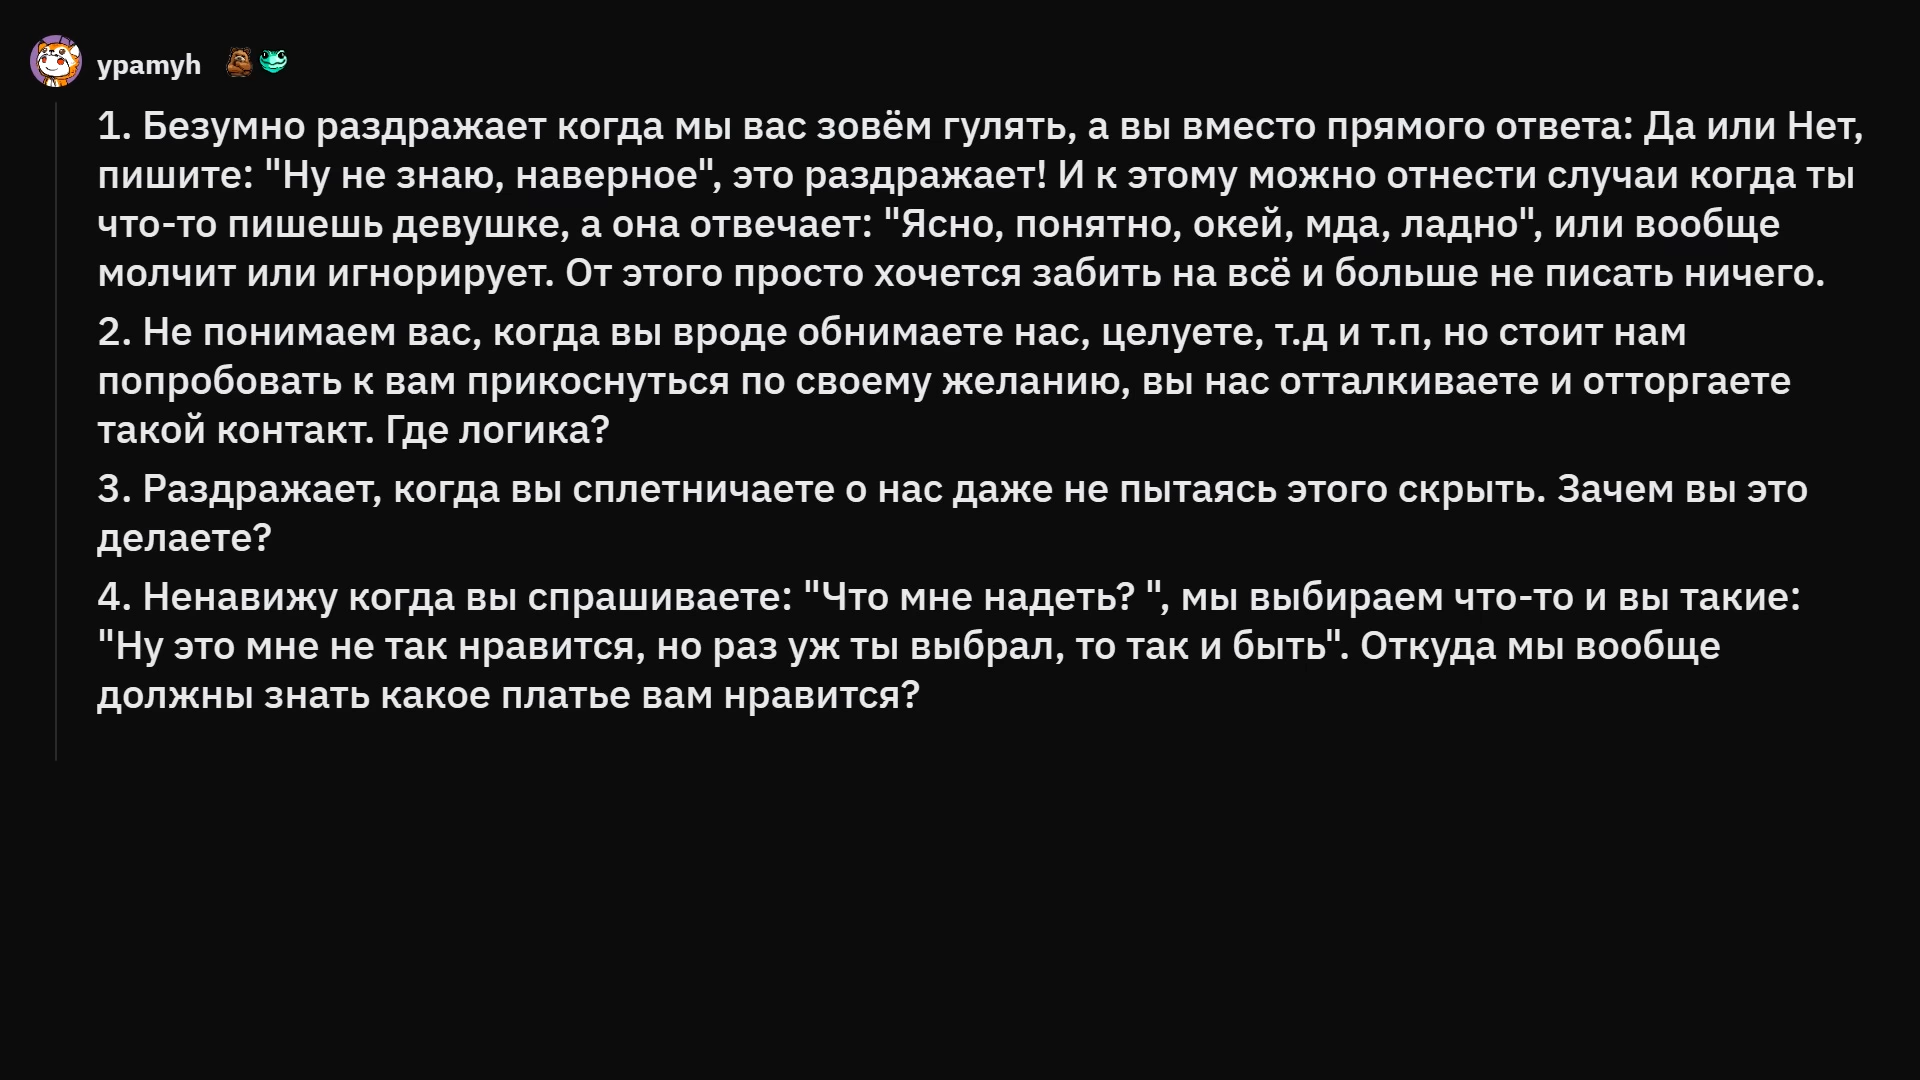 ypamyh
1. Безумно раздражает когда мы вас зовём гулять, а вы вместо прямого ответа: Да или Нет,
пишите: "Ну не знаю, наверное", это раздражает! И к этому можно отнести случаи когда ты
что-то пишешь девушке, а она отвечает: "Ясно, понятно, окей, мда, ладно", или вообще
молчит или игнорирует. От этого просто хочется забить на всё и больше не писать ничего.
2. Не понимаем вас, когда вы вроде обнимаете нас, целуете, т.д и т.п, но стоит нам
попробовать к вам прикоснуться по своему желанию, вы нас отталкиваете и отторгаете
такой контакт. Где логика?
3. Раздражает, когда вы сплетничаете о нас даже не пытаясь этого скрыть. Зачем вы это
делаете?
4. Ненавижу когда вы спрашиваете: "Что мне надеть? ", мы выбираем что-то и вы такие:
"Ну это мне не так нравится, но раз уж ты выбрал, то так и быть". Откуда мы вообще
должны знать какое платье вам нравится?